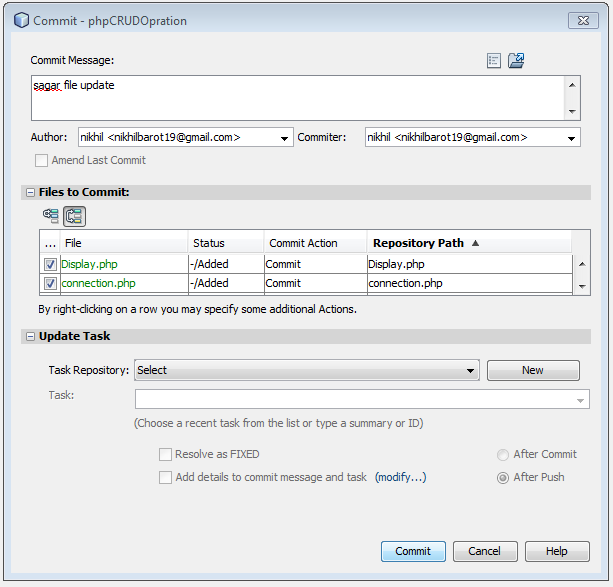 Commit - phpCRUDOpration
Commit Message:
sagar file update
Author: nikhil <nikhilbarot19@gmail.com> Commiter: nikhil <nikhilbarot19@gmail.com>
Amend Last Commit
Files to Commit:
... File Status Commit Action Repository Path
Display.php -/Added Commit Display.php
connection.php -/Added Commit connection.php
By right-clicking on a row you may specify some additional Actions.
Update Task
Task Repository: Select New
Task:
(Choose a recent task from the list or type a summary or ID)
Resolve as FIXED After Commit
Add details to commit message and task (modify...) After Push
Commit Cancel Help